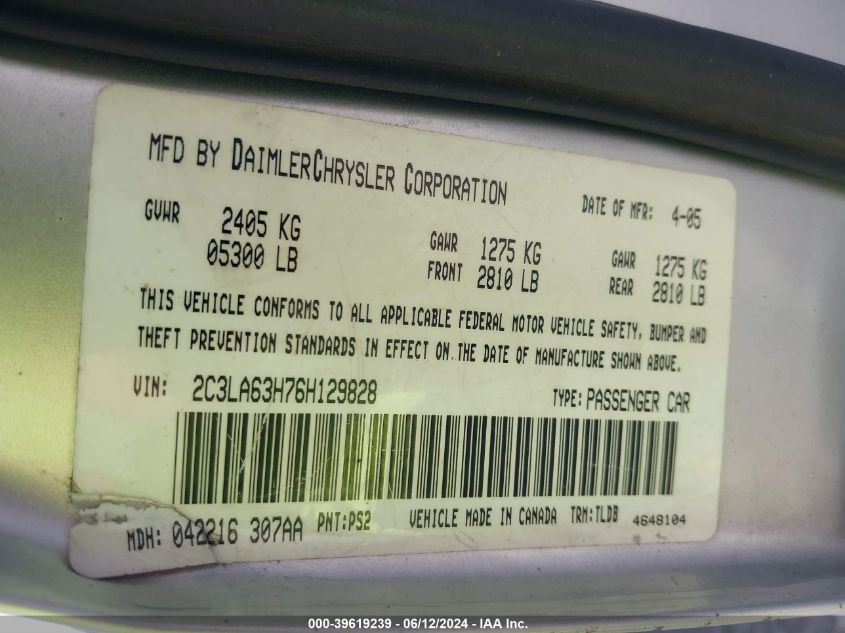 MFD BY DAIMLERCHRYSLER CORPORATION
DATE OF MFR: 4-05
GVWR 2405 KG
05300 LB
GAWR 1275 KG
FRONT 2810 LB
GAWR 1275 KG
REAR 2810 LB
THIS VEHICLE CONFORMS TO ALL APPLICABLE FEDERAL MOTOR VEHICLE SAFETY, BUMPER AND
THEFT PREVENTION STANDARDS IN EFFECT ON THE DATE OF MANUFACTURE SHOWN ABOVE.
VIN: 2C3LA63H76H129828
TYPE: PASSENGER CAR
MDH: 042216 307AA PNT:PS2 VEHICLE MADE IN CANADA TRM:TLDB 4648104
000-39619239 - 06/12/2024 - IAA Inc.